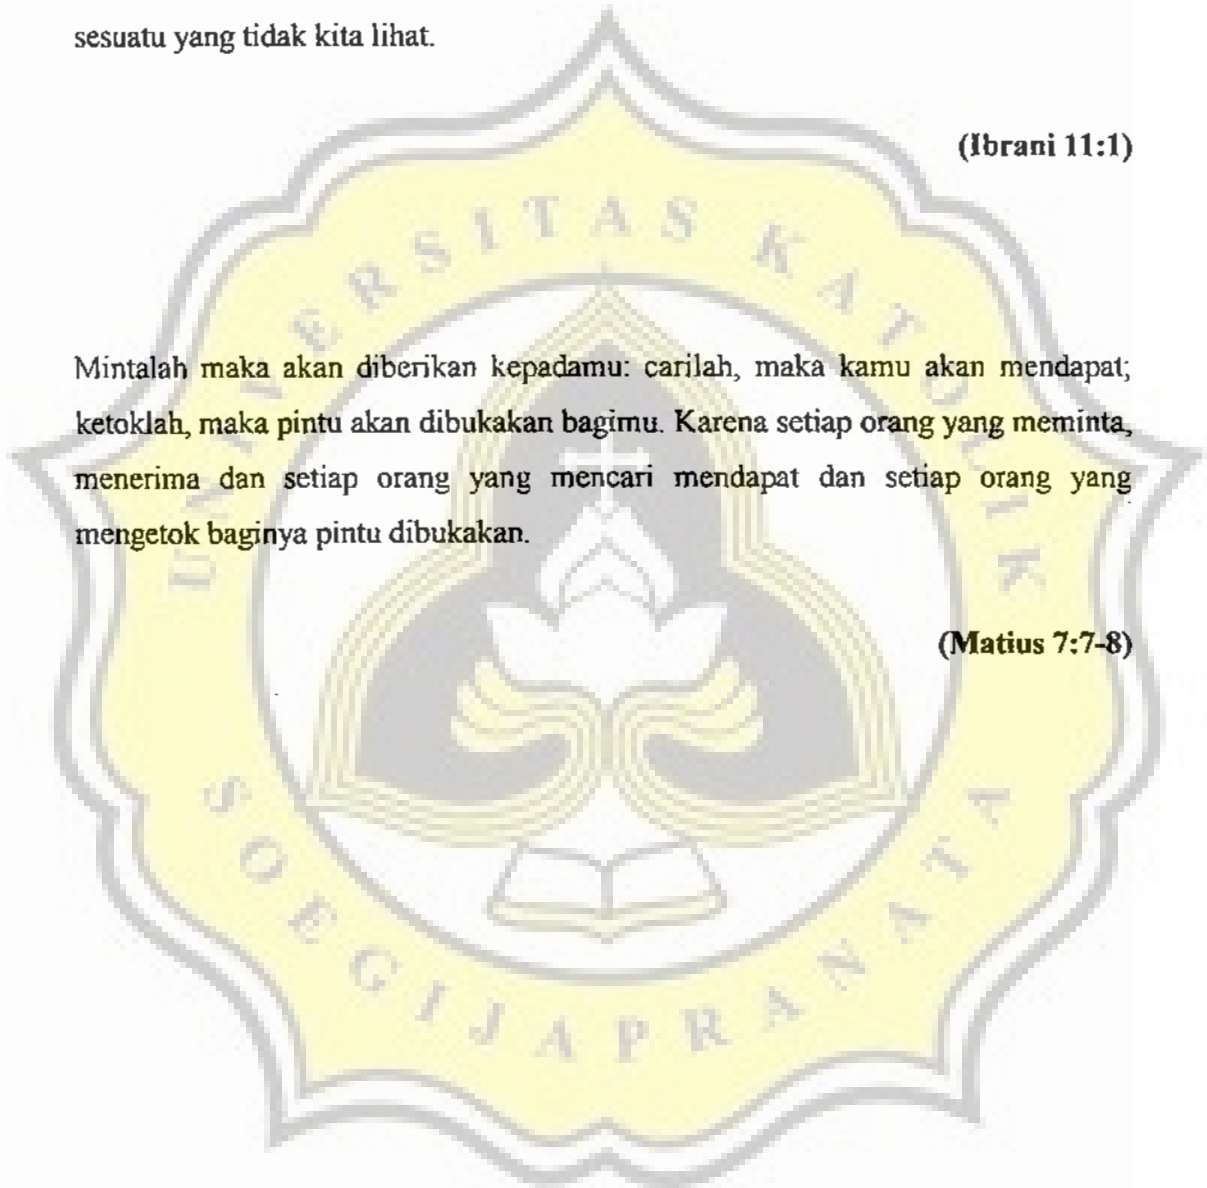 sesuatu yang tidak kita lihat.
(Ibrani 11:1)
UNIVERSITAS KATOLIK
Mintalah maka akan diberikan kepadamu: carilah, maka kamu akan mendapat;
ketoklah, maka pintu akan dibukakan bagimu. Karena setiap orang yang meminta,
menerima dan setiap orang yang mencari mendapat dan setiap orang yang
mengetok baginya pintu dibukakan.
(Matius 7:7-8)
SOEGIJAPRANATA